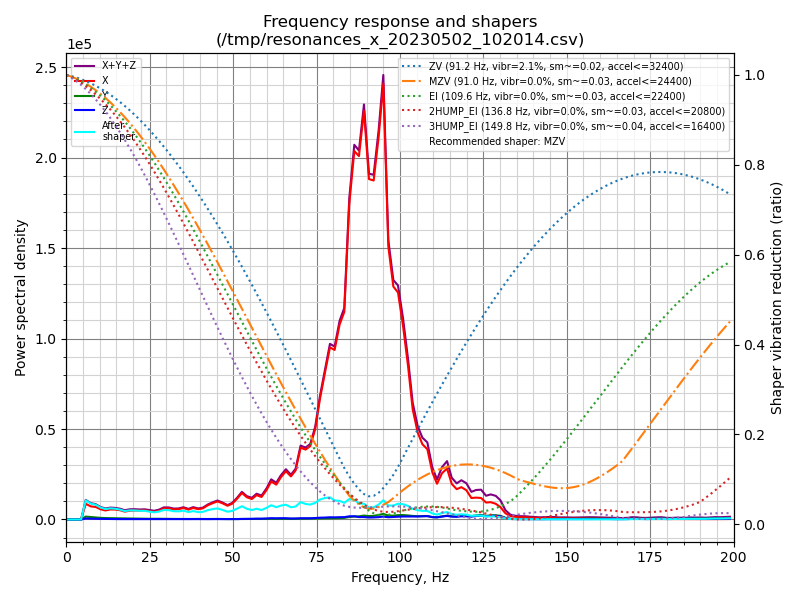 Frequency response and shapers
(/tmp/resonances_x_20230502_102014.csv)
1e5
X+Y+Z
X
Y
Z
After
shaper
ZV (91.2 Hz, vibr=2.1%, sm~=0.02, accel<=32400)
MZV (91.0 Hz, vibr=0.0%, sm~=0.03, accel<=24400)
EI (109.6 Hz, vibr=0.0%, sm~=0.03, accel<=22400)
2HUMP_EI (136.8 Hz, vibr=0.0%, sm~=0.03, accel<=20800)
3HUMP_EI (149.8 Hz, vibr=0.0%, sm~=0.04, accel<=16400)
Recommended shaper: MZV
2.5
2.0
1.5
1.0
0.5
0.0
Power spectral density
1.0
0.8
0.6
0.4
0.2
0.0
Shaper vibration reduction (ratio)
0 25 50 75 100 125 150 175 200
Frequency, Hz